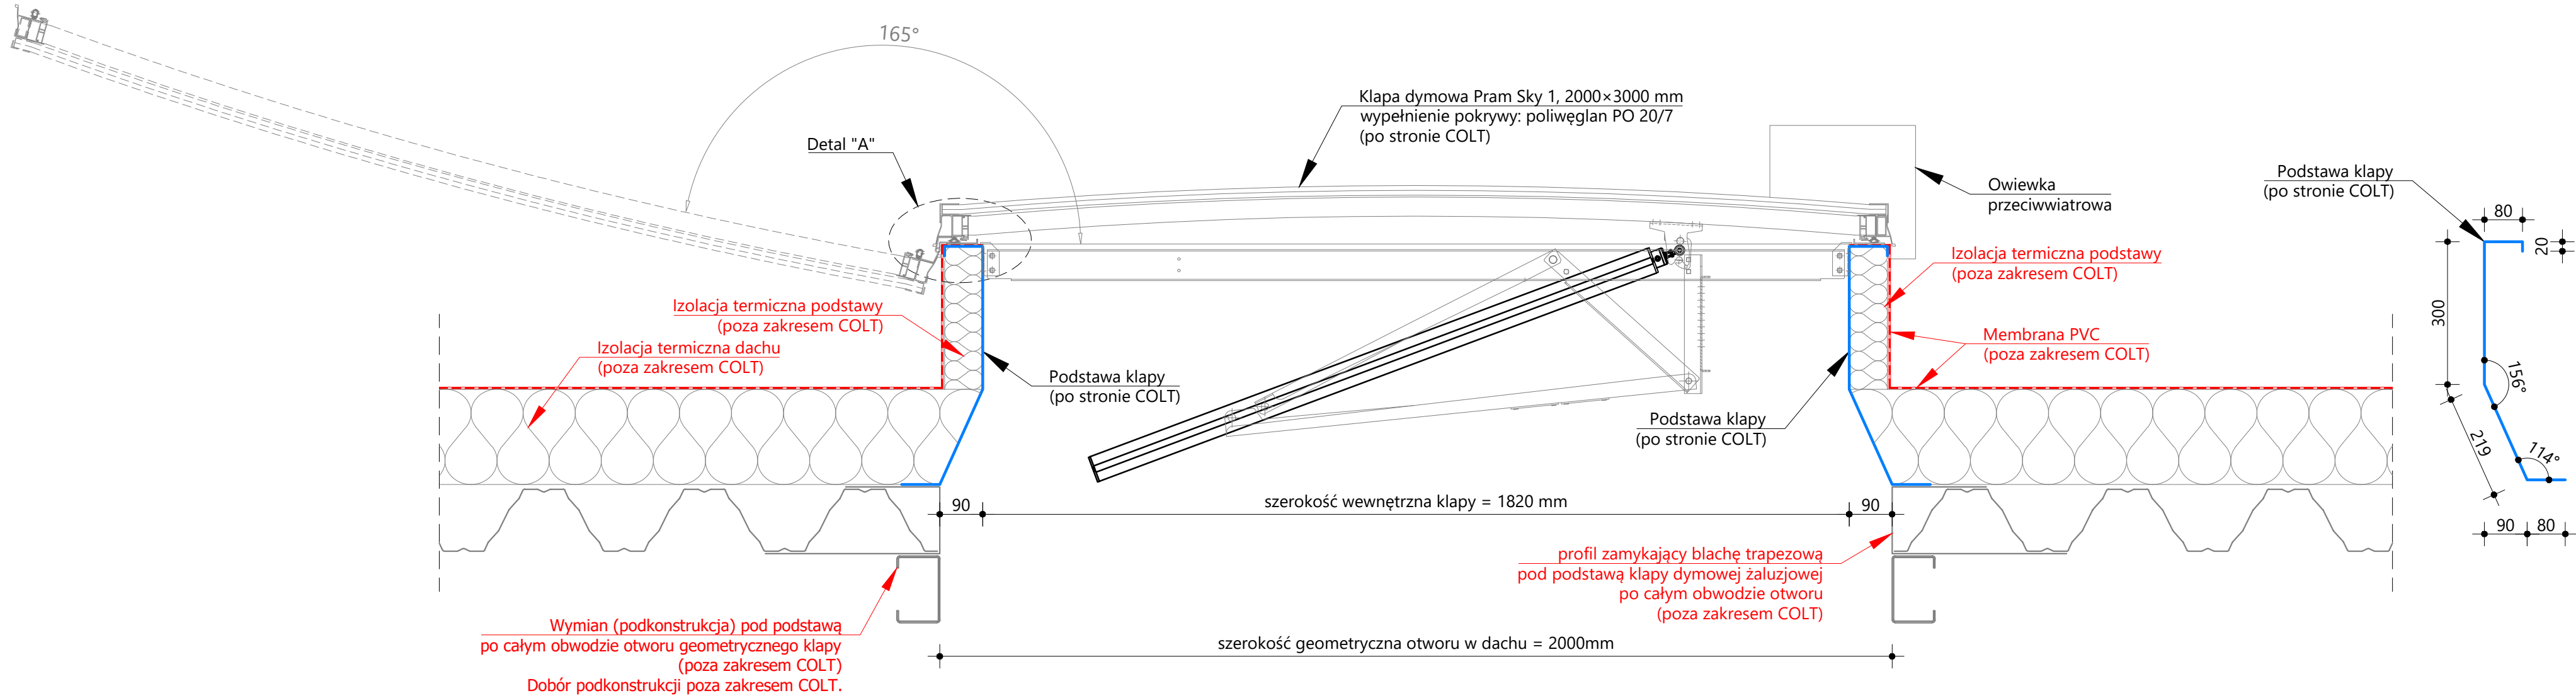 165°
Klapa dymowa Pram Sky 1, 2000×3000 mm
wypełnienie pokrywy: poliwęglan PO 20/7
(po stronie COLT)
Detal "A"
Owiewka
przeciwwiatrowa
Podstawa klapy
(po stronie COLT)
80
20
300
156°
219
114°
90
80
Izolacja termiczna podstawy
(poza zakresem COLT)
Izolacja termiczna podstawy
(poza zakresem COLT)
Izolacja termiczna dachu
(poza zakresem COLT)
Membrana PVC
(poza zakresem COLT)
Podstawa klapy
(po stronie COLT)
Podstawa klapy
(po stronie COLT)
90
szerokość wewnętrzna klapy = 1820 mm
90
profil zamykający blachę trapezową
pod podstawą klapy dymowej żaluzjowej
po całym obwodzie otworu
(poza zakresem COLT)
Wymian (podkonstrukcja) pod podstawą
po całym obwodzie otworu geometrycznego klapy
(poza zakresem COLT)
Dobór podkonstrukcji poza zakresem COLT.
szerokość geometryczna otworu w dachu = 2000mm